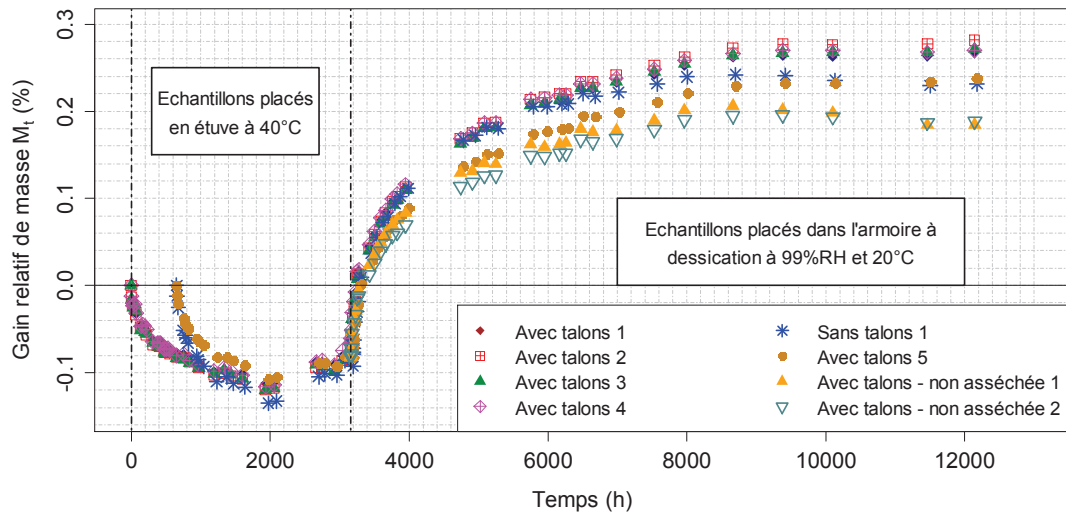 0.3
0.2
0.1
0.0
-0.1
Gain relatif de masse Mt (%)
Echantillons placés
en étuve à 40°C
Echantillons placés dans l'armoire à
dessication à 99%RH et 20°C
Avec talons 1
Avec talons 2
Avec talons 3
Avec talons 4
Sans talons 1
Avec talons 5
Avec talons - non asséchée 1
Avec talons - non asséchée 2
0 2000 4000 6000 8000 10000 12000
Temps (h)